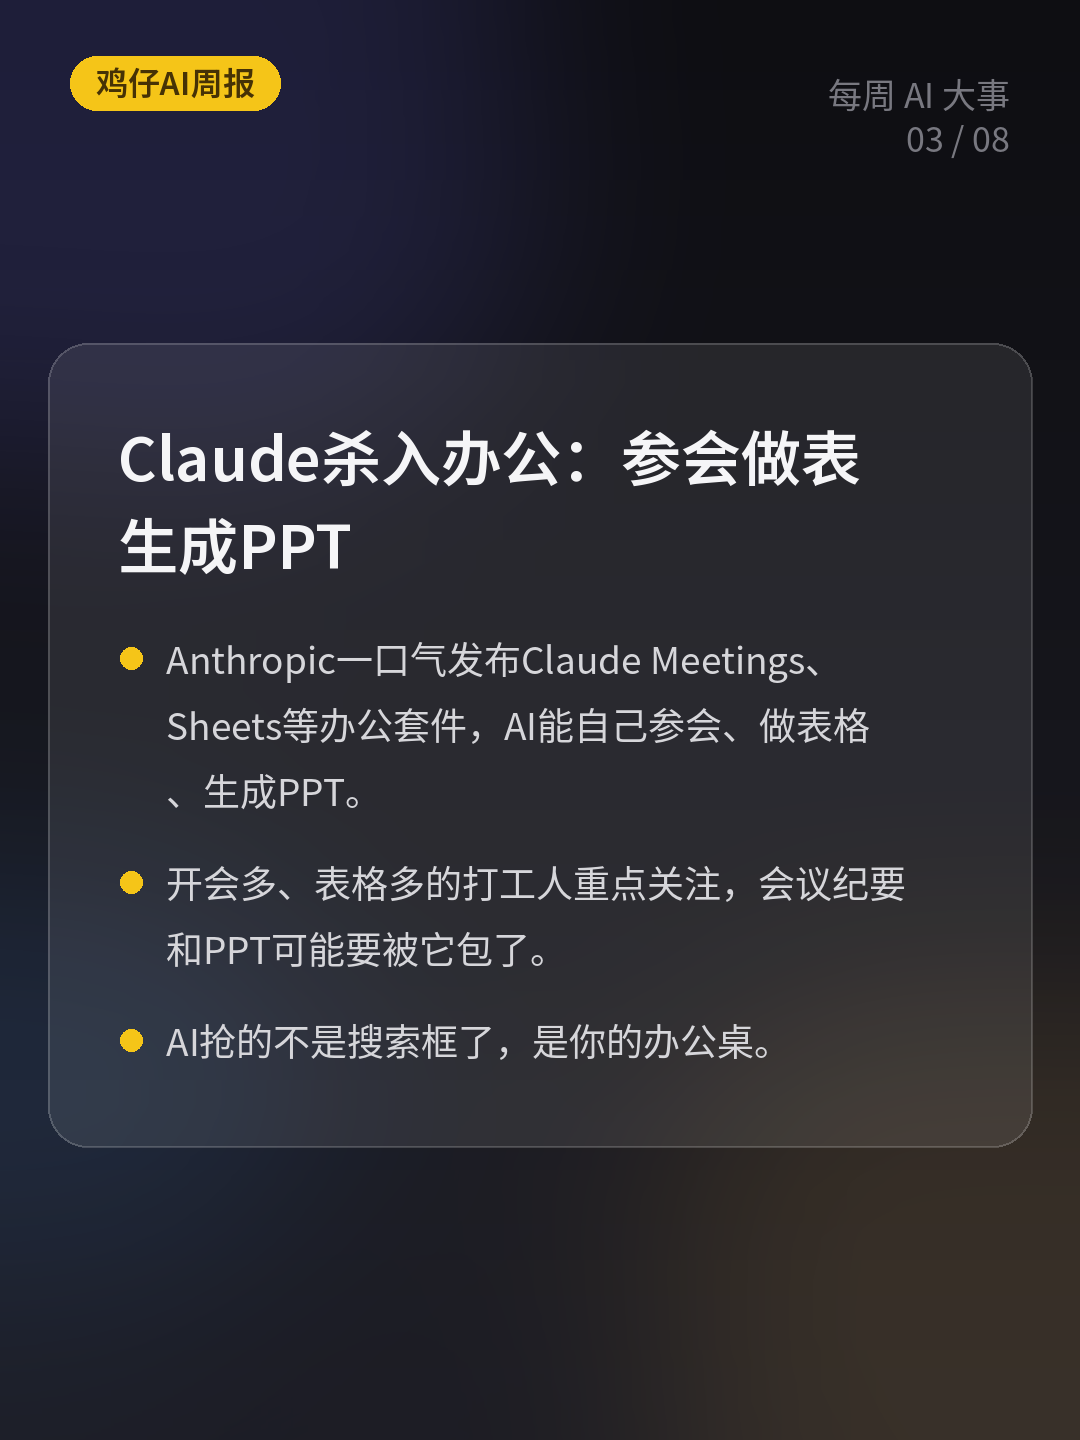 鸡仔AI周报
每周 AI 大事
03 / 08
Claude杀入办公：参会做表
生成PPT
Anthropic一口气发布Claude Meetings、
Sheets等办公套件，AI能自己参会、做表格
、生成PPT。
开会多、表格多的打工人重点关注，会议纪要
和PPT可能要被它包了。
AI抢的不是搜索框了，是你的办公桌。